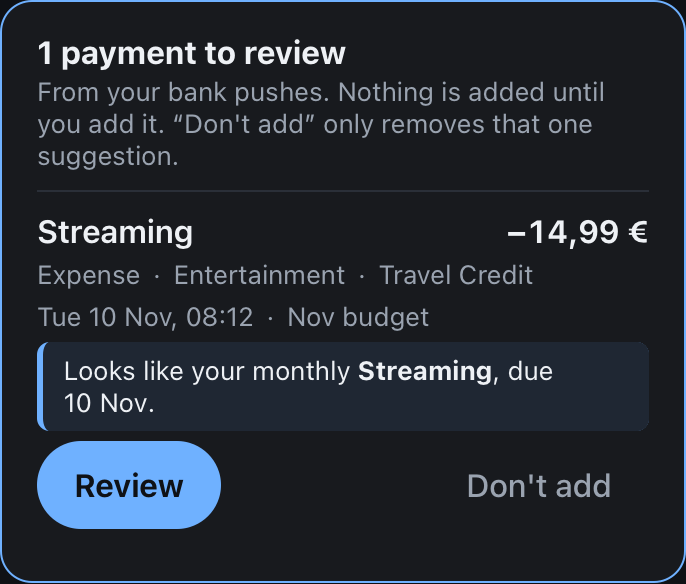 1 payment to review
From your bank pushes. Nothing is added until
you add it. “Don't add” only removes that one
suggestion.
Streaming −14,99 €
Expense · Entertainment · Travel Credit
Tue 10 Nov, 08:12 · Nov budget
Looks like your monthly Streaming, due
10 Nov.
Review Don't add